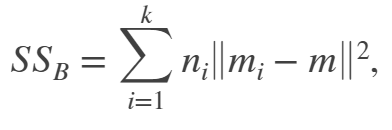 $SS_B = \sum_{i=1}^{k} n_i \| m_i - m \|^2,$